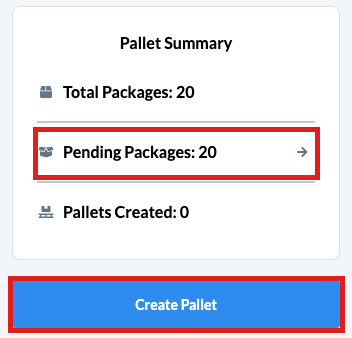 Pallet Summary
Total Packages: 20
Pending Packages: 20
Pallets Created: 0
Create Pallet